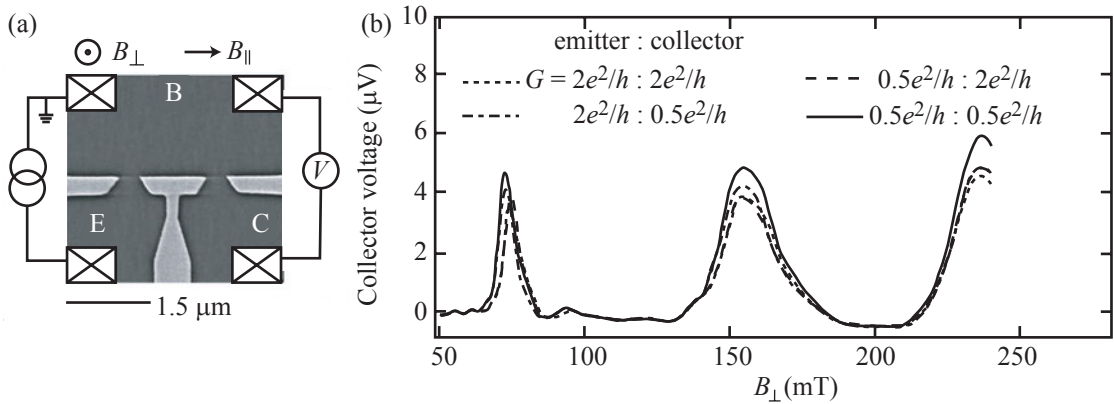 (a)
B⊥
B∥
B
V
E
C
1.5 μm
(b)
10
8
6
4
2
0
Collector voltage (μV)
emitter : collector
G = 2e²/h : 2e²/h
0.5e²/h : 2e²/h
2e²/h : 0.5e²/h
0.5e²/h : 0.5e²/h
50
100
150
200
250
B⊥(mT)